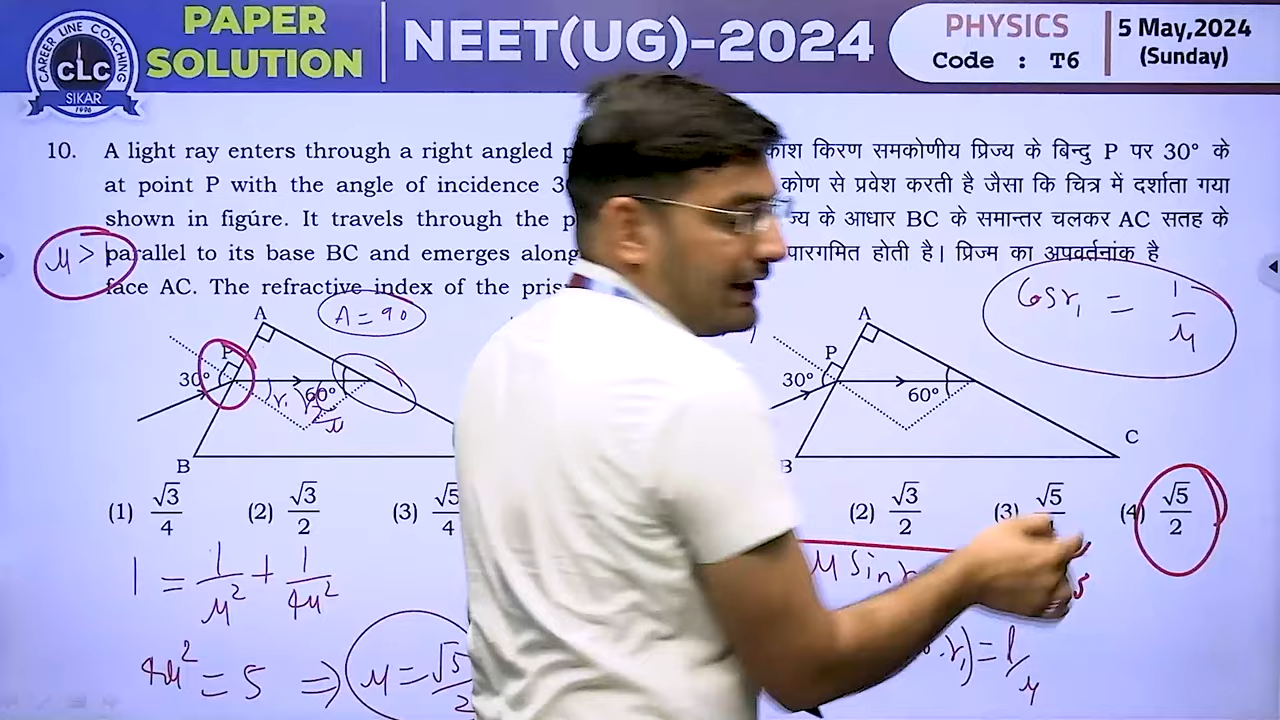 CAREER LINE COACHING
CLC
SIKAR
1996
PAPER
SOLUTION
NEET(UG)-2024
PHYSICS
Code : T6
5 May,2024
(Sunday)
10. A light ray enters through a right angled
at point P with the angle of incidence
shown in figúre. It travels through the
parallel to its base BC and emerges along
face AC. The refractive index of the
किरण समकोणीय प्रिज्म के बिन्दु P पर 30° के
कोण से प्रवेश करती है जैसा कि चित्र में दर्शाता गया
के आधार BC के समान्तर चलकर AC सतह के
पारगमित होती है। प्रिज्म का अपवर्तनांक है
μ >
A = 90
A
P
30°
60°
r₁
B
A
P
30°
60°
B
C
Cos r₁ = 1/μ
(1) √3/4 (2) √3/2 (3) √5/4
(2) √3/2 (3) √5 (4) √5/2
1 = 1/μ² + 1/4μ²
4μ² = 5 ⇒ μ = √5/2
μ Sin
r₁) = 1/μ